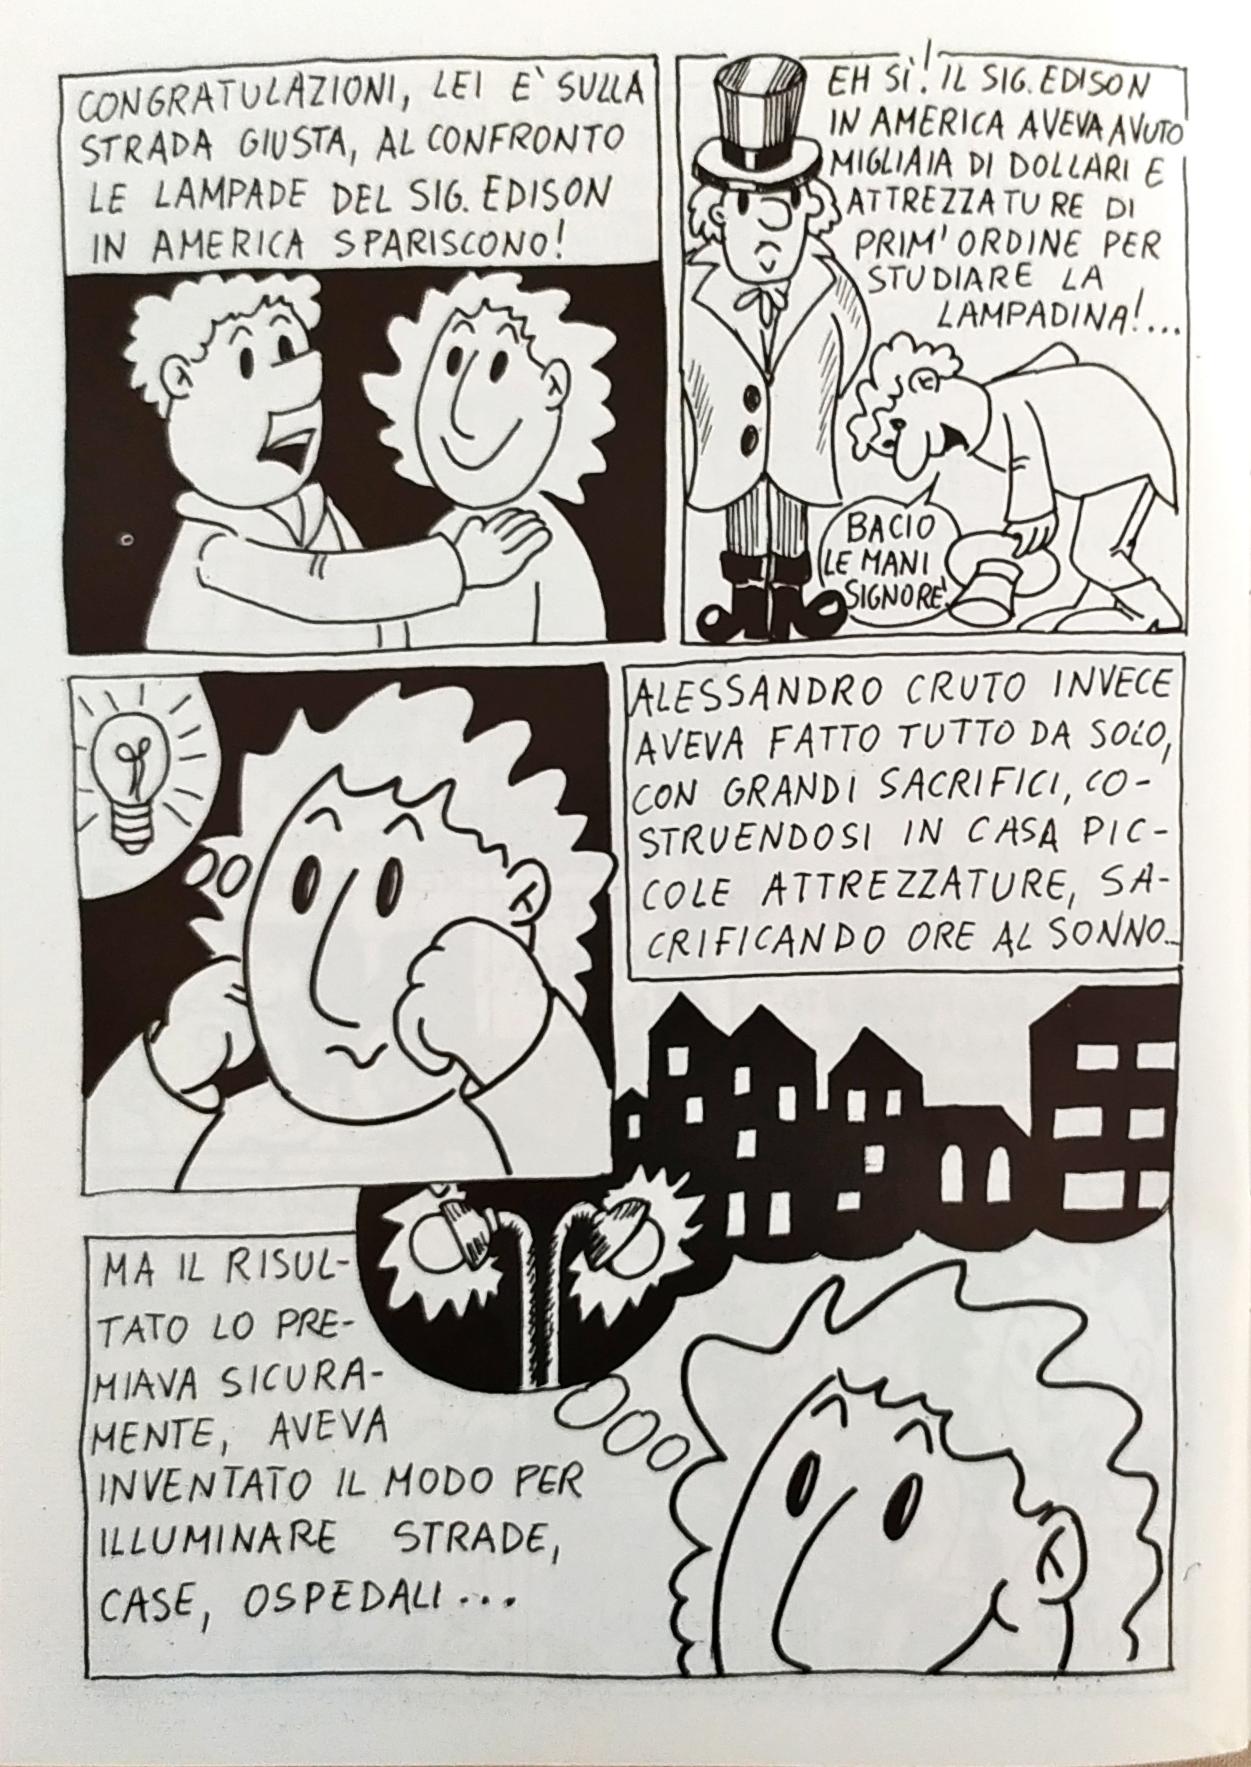 CONGRATULAZIONI, LEI E` SULLA
STRADA GIUSTA, AL CONFRONTO
LE LAMPADE DEL SIG. EDISON
IN AMERICA SPARISCONO!
EH SÌ! IL SIG. EDISON
IN AMERICA AVEVA AVUTO
MIGLIAIA DI DOLLARI E
ATTREZZATURE DI
PRIM' ORDINE PER
STUDIARE LA
LAMPADINA!...
BACIO
LE MANI
SIGNORE!
ALESSANDRO CRUTO INVECE
AVEVA FATTO TUTTO DA SOLO,
CON GRANDI SACRIFICI, CO-
STRUENDOSI IN CASA PIC-
COLE ATTREZZATURE, SA-
CRIFICANDO ORE AL SONNO...
MA IL RISUL-
TATO LO PRE-
MIAVA SICURA-
MENTE, AVEVA
INVENTATO IL MODO PER
ILLUMINARE STRADE,
CASE, OSPEDALI...